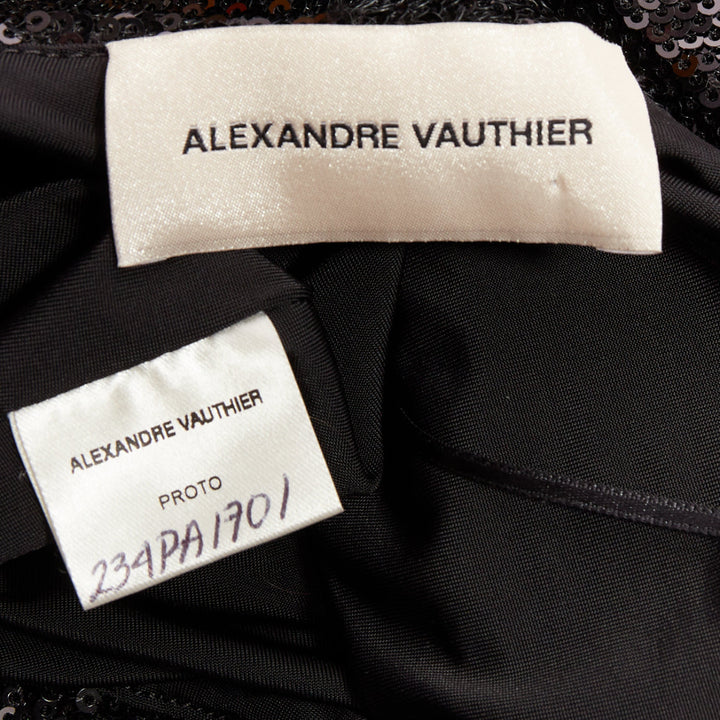 ALEXANDRE VAUTHIER
ALEXANDRE VAUTHIER
PROTO
234PA1701